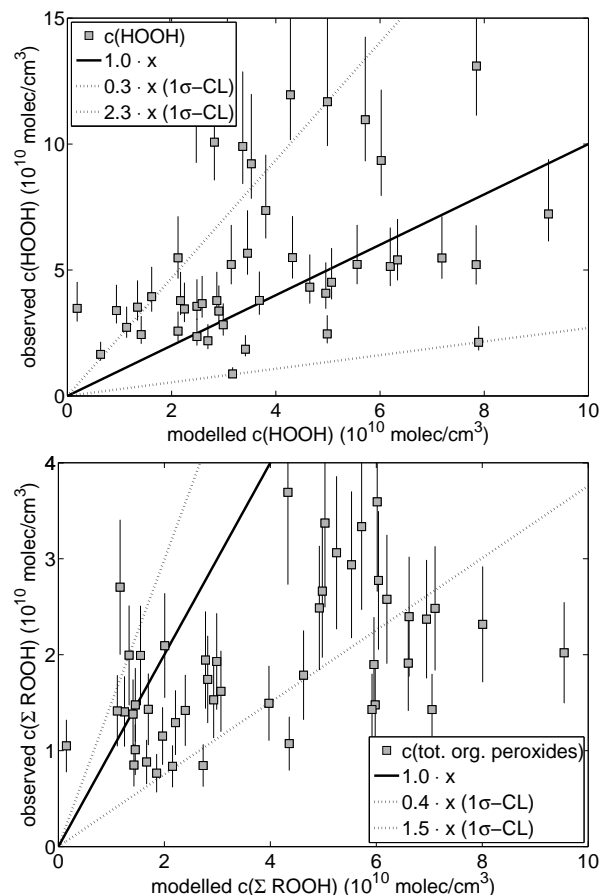 15
10
5
0
observed c(HOOH) (10^10 molec/cm^3)
c(HOOH)
1.0 · x
0.3 · x (1σ−CL)
2.3 · x (1σ−CL)
0 2 4 6 8 10
modelled c(HOOH) (10^10 molec/cm^3)
4
3
2
1
0
observed c(Σ ROOH) (10^10 molec/cm^3)
c(tot. org. peroxides)
1.0 · x
0.4 · x (1σ−CL)
1.5 · x (1σ−CL)
0 2 4 6 8 10
modelled c(Σ ROOH) (10^10 molec/cm^3)